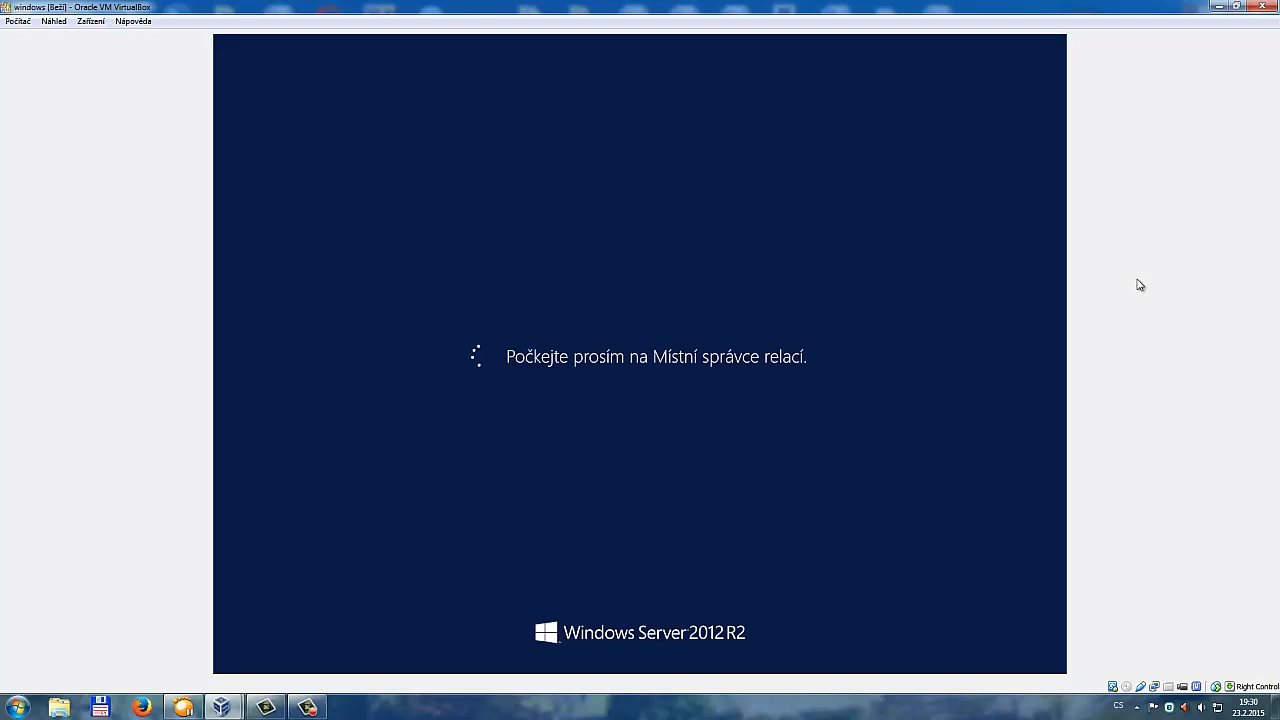 windows [Beží] - Oracle VM VirtualBox
Počítač Náhled Zařízení Nápověda
Počkejte prosím na Místní správce relací.
Windows Server 2012 R2
Right Control
CS
19:30
23.2.2015